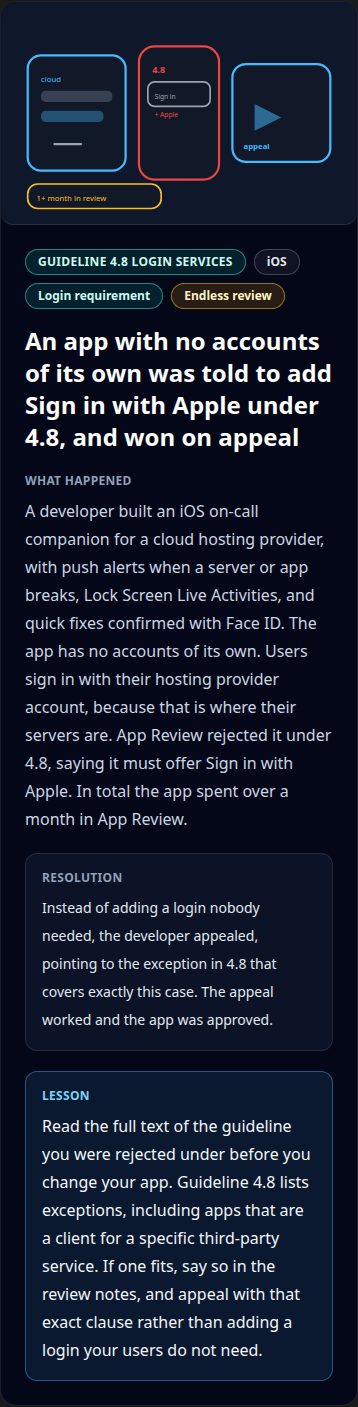 cloud
4.8
Sign in
+ Apple
appeal
1+ month in review
GUIDELINE 4.8 LOGIN SERVICES
iOS
Login requirement
Endless review
An app with no accounts
of its own was told to add
Sign in with Apple under
4.8, and won on appeal
WHAT HAPPENED
A developer built an iOS on-call
companion for a cloud hosting provider,
with push alerts when a server or app
breaks, Lock Screen Live Activities, and
quick fixes confirmed with Face ID. The
app has no accounts of its own. Users
sign in with their hosting provider
account, because that is where their
servers are. App Review rejected it under
4.8, saying it must offer Sign in with
Apple. In total the app spent over a
month in App Review.
RESOLUTION
Instead of adding a login nobody
needed, the developer appealed,
pointing to the exception in 4.8 that
covers exactly this case. The appeal
worked and the app was approved.
LESSON
Read the full text of the guideline
you were rejected under before you
change your app. Guideline 4.8 lists
exceptions, including apps that are
a client for a specific third-party
service. If one fits, say so in the
review notes, and appeal with that
exact clause rather than adding a
login your users do not need.